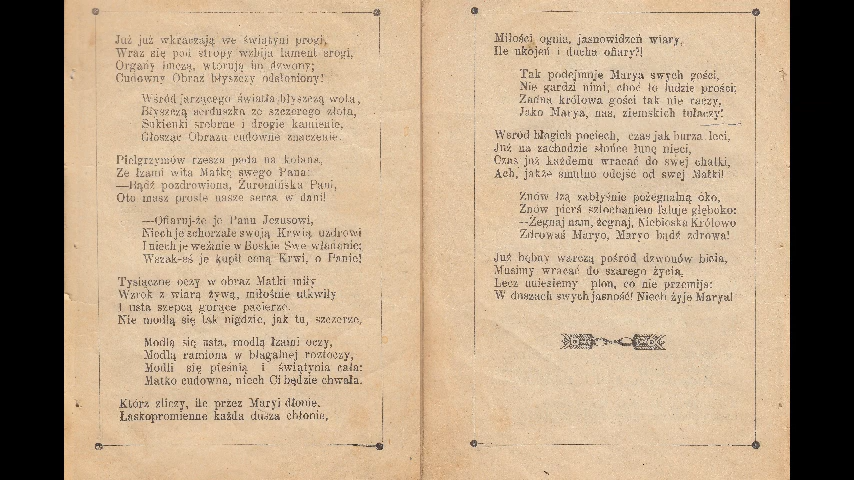 Już już wkraczają we świątyni progi,
Wraz się pod stropy wzbija lament srogi,
Organy huczą, wtórują im dzwony;
Cudowny Obraz błyszczy odsłoniony!
Wśród jarzącego światła błyszczą wota,
Błyszczą serduszka ze szczerego złota,
Sukienki srebrne i drogie kamienie,
Głosząc Obrazu cudowne znaczenie.
Pielgrzymów rzesza pada na kolana,
Ze łzami wita Matkę swego Pana:
—Bądź pozdrowiona, Żuromińska Pani,
Oto masz proste nasze serca w dani!
—Ofiaruj-że je Panu Jezusowi,
Niech je schorzałe swoją Krwią uzdrowi
I niech je weźmie w Boskie Swe władanie;
Wszak-eś je kupił ceną Krwi, o Panie!
Tysiączne oczy w obraz Matki miły
Wzrok z wiarą żywą, miłośnie utkwiły
I usta szepcą gorące pacierze.
Nie modlą się tak nigdzie, jak tu, szczerze,
Modlą się usta, modlą łzami oczy,
Modlą ramiona w błagalnej roztoczy,
Modli się pieśnią i świątynia cała:
Matko cudowna, niech Ci będzie chwała.
Któż zliczy, ile przez Maryi dłonie.
Łaskopromienne każda dusza chłonie,
Miłości ognia, jasnowidzeń wiary,
Ile ukojeń i ducha ofiary?!
Tak podejmuje Marya swych gości,
Nie gardzi nimi, choć to ludzie prości;
Żadna królowa gości tak nie raczy,
Jako Marya, nas, ziemskich tułaczy!
Wśród błogich pociech, czas jak burza leci,
Już na zachodzie słońce łunę nieci,
Czas już każdemu wracać do swej chatki,
Ach, jakże smutno odejść od swej Matki!
Znów łzą zabłyśnie pożegnalną oko,
Znów pierś szlochaniem faluje głęboko:
—Żegnaj nam, żegnaj, Niebioska Królowo
Zdrowaś Maryo, Maryo bądź zdrowa!
Już bębny warczą pośród dzwonów bicia,
Musimy wracać do szarego życia,
Lecz uniesiemy plon, co nie przemija:
W duszach swych jasność! Niech żyje Marya!